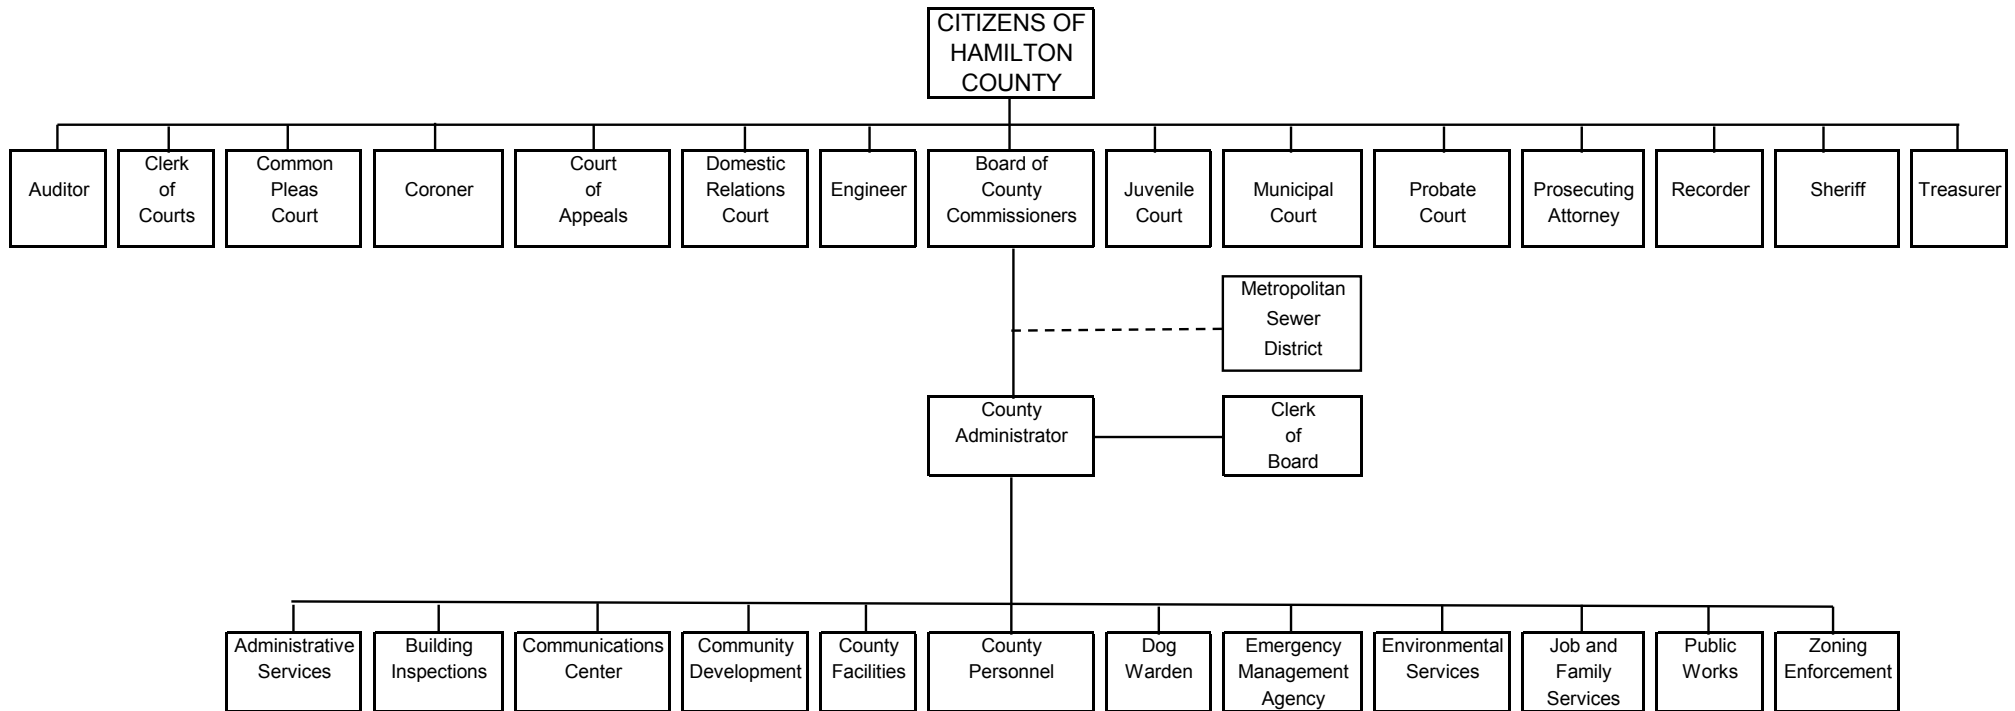 CITIZENS OF
HAMILTON
COUNTY
Auditor
Clerk
of
Courts
Common
Pleas
Court
Coroner
Court
of
Appeals
Domestic
Relations
Court
Engineer
Board of
County
Commissioners
Juvenile
Court
Municipal
Court
Probate
Court
Prosecuting
Attorney
Recorder
Sheriff
Treasurer
Metropolitan
Sewer
District
County
Administrator
Clerk
of
Board
Administrative
Services
Building
Inspections
Communications
Center
Community
Development
County
Facilities
County
Personnel
Dog
Warden
Emergency
Management
Agency
Environmental
Services
Job and
Family
Services
Public
Works
Zoning
Enforcement